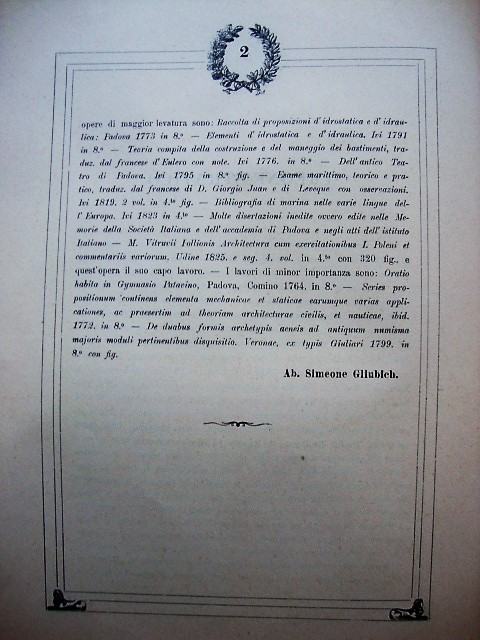 2
opere di maggior levatura sono: Raccolta di proposizioni d'idrostatica e d'idrau-
lica: Padova 1773 in 8.º — Elementi d'idrostatica e d'idraulica. Ivi 1791
in 8.º — Teoria compita della costruzione e del maneggio dei bastimenti, tra-
duz. dal francese d'Eulero con note. Ivi 1776. in 8.º — Dell'antico Tea-
tro di Padova. Ivi 1795 in 8.º fig. — Esame marittimo, teorico e pra-
tico, traduz. dal francese di D. Giorgio Juan e di Leveque con osservazioni.
Ivi 1819. 2 vol. in 4.to fig. — Bibliografia di marina nelle varie lingue del-
l'Europa. Ivi 1823 in 4.to — Molte disertazioni inedite ovvero edite nelle Me-
morie della Società Italiana e dell'accademia di Padova e negli atti dell'istituto
Italiano — M. Vitruvii Pollionis Architectura cum exercitationibus I. Poleni et
commentariis variorum. Udine 1825. e seg. 4. vol. in 4.to con 320 fig., e
quest'opera il suo capo lavoro. — I lavori di minor importanza sono: Oratio
habita in Gymnasio Patavino, Padova, Comino 1764. in 8.º — Series pro-
positionum continens elementa mechanicae et staticae earumque varias appli-
cationes, ac praesertim ad theoriam architecturae civilis, et nauticae, ibid.
1772. in 8.º — De duabus formis archetypis aeneis ad antiquum numisma
majoris moduli pertinentibus disquisitio. Veronae, ex typis Giuliari 1799. in
8.º con fig.
Ab. Simeone Gliubich.